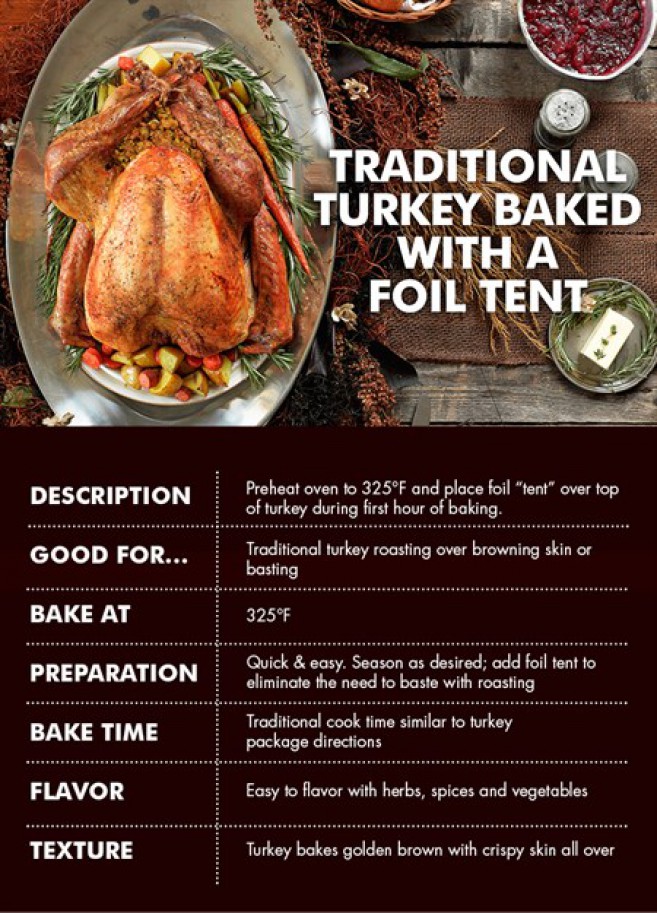 TRADITIONAL
TURKEY BAKED
WITH A
FOIL TENT
DESCRIPTION
Preheat oven to 325°F and place foil “tent” over top
of turkey during first hour of baking.
GOOD FOR...
Traditional turkey roasting over browning skin or
basting
BAKE AT
325°F
PREPARATION
Quick & easy. Season as desired; add foil tent to
eliminate the need to baste with roasting
BAKE TIME
Traditional cook time similar to turkey
package directions
FLAVOR
Easy to flavor with herbs, spices and vegetables
TEXTURE
Turkey bakes golden brown with crispy skin all over